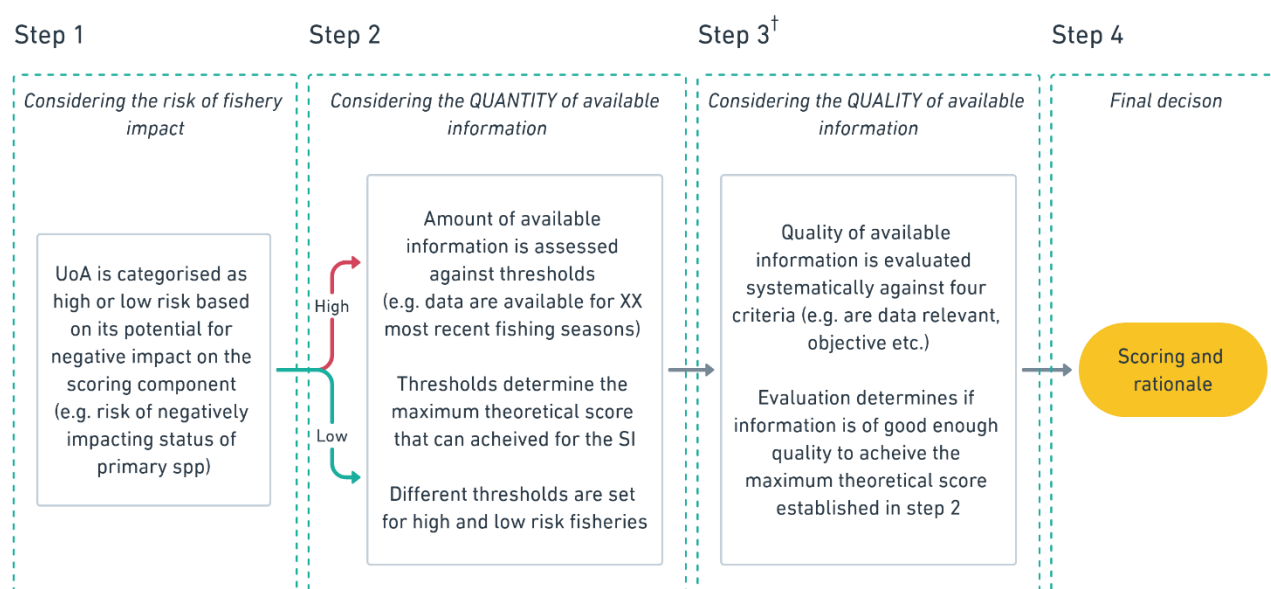 Step 1
Considering the risk of fishery
impact
UoA is categorised as
high or low risk based
on its potential for
negative impact on the
scoring component
(e.g. risk of negatively
impacting status of
primary spp)
High
Low
Step 2
Considering the QUANTITY of available
information
Amount of available
information is assessed
against thresholds
(e.g. data are available for XX
most recent fishing seasons)
Thresholds determine the
maximum theoretical score
that can acheived for the SI
Different thresholds are set
for high and low risk fisheries
Step 3†
Considering the QUALITY of available
information
Quality of available
information is evaluated
systematically against four
criteria (e.g. are data relevant,
objective etc.)
Evaluation determines if
information is of good enough
quality to acheive the
maximum theoretical score
established in step 2
Step 4
Final decison
Scoring and
rationale